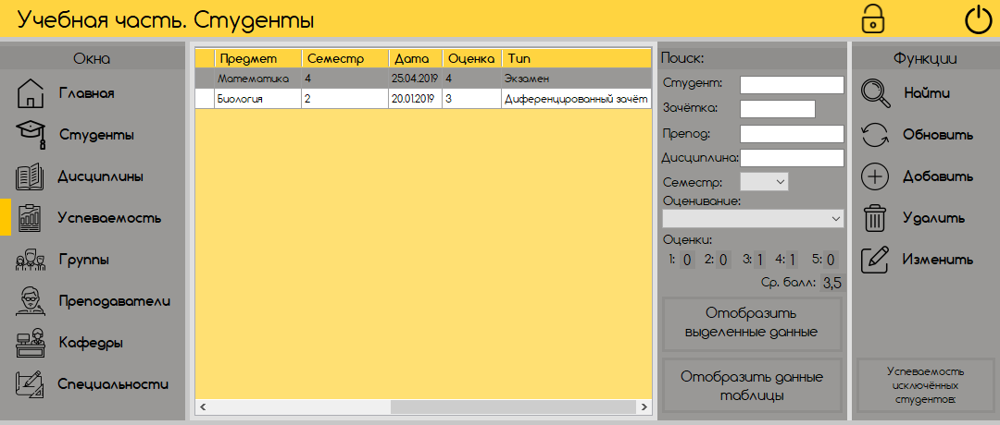 Учебная часть. Студенты
Окна
Главная
Студенты
Дисциплины
Успеваемость
Группы
Преподаватели
Кафедры
Специальности
Предмет Семестр Дата Оценка Тип
Математика 4 25.04.2019 4 Экзамен
Биология 2 20.01.2019 3 Диференцированный зачёт
Поиск:
Студент:
Зачётка:
Препод:
Дисциплина:
Семестр:
Оценивание:
Оценки:
1: 0 2: 0 3: 1 4: 1 5: 0
Ср. балл: 3,5
Отобразить
выделенные данные
Отобразить данные
таблицы
Функции
Найти
Обновить
Добавить
Удалить
Изменить
Успеваемость
исключённых
студентов: